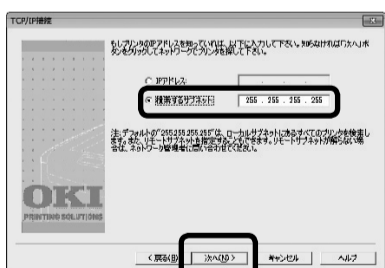 TCP/IP接続
もしプリンタのIPアドレスを知っていれば、以下に入力して下さい。知らなければ「次へ」ボ
タンをクリックしてネットワークでプリンタを探して下さい。
IPアドレス
検索するサブネット
255 . 255 . 255 . 255
注:デフォルトの"255.255.255.255"は、ローカルサブネットにあるすべてのプリンタを検索し
ます。また、リモートサブネットを指定することもできます。リモートサブネットが解らない場
合は、ネットワーク管理者に問い合わせてください。
OKI
PRINTING SOLUTIONS
< 戻る(B)
次へ(N) >
キャンセル
ヘルプ